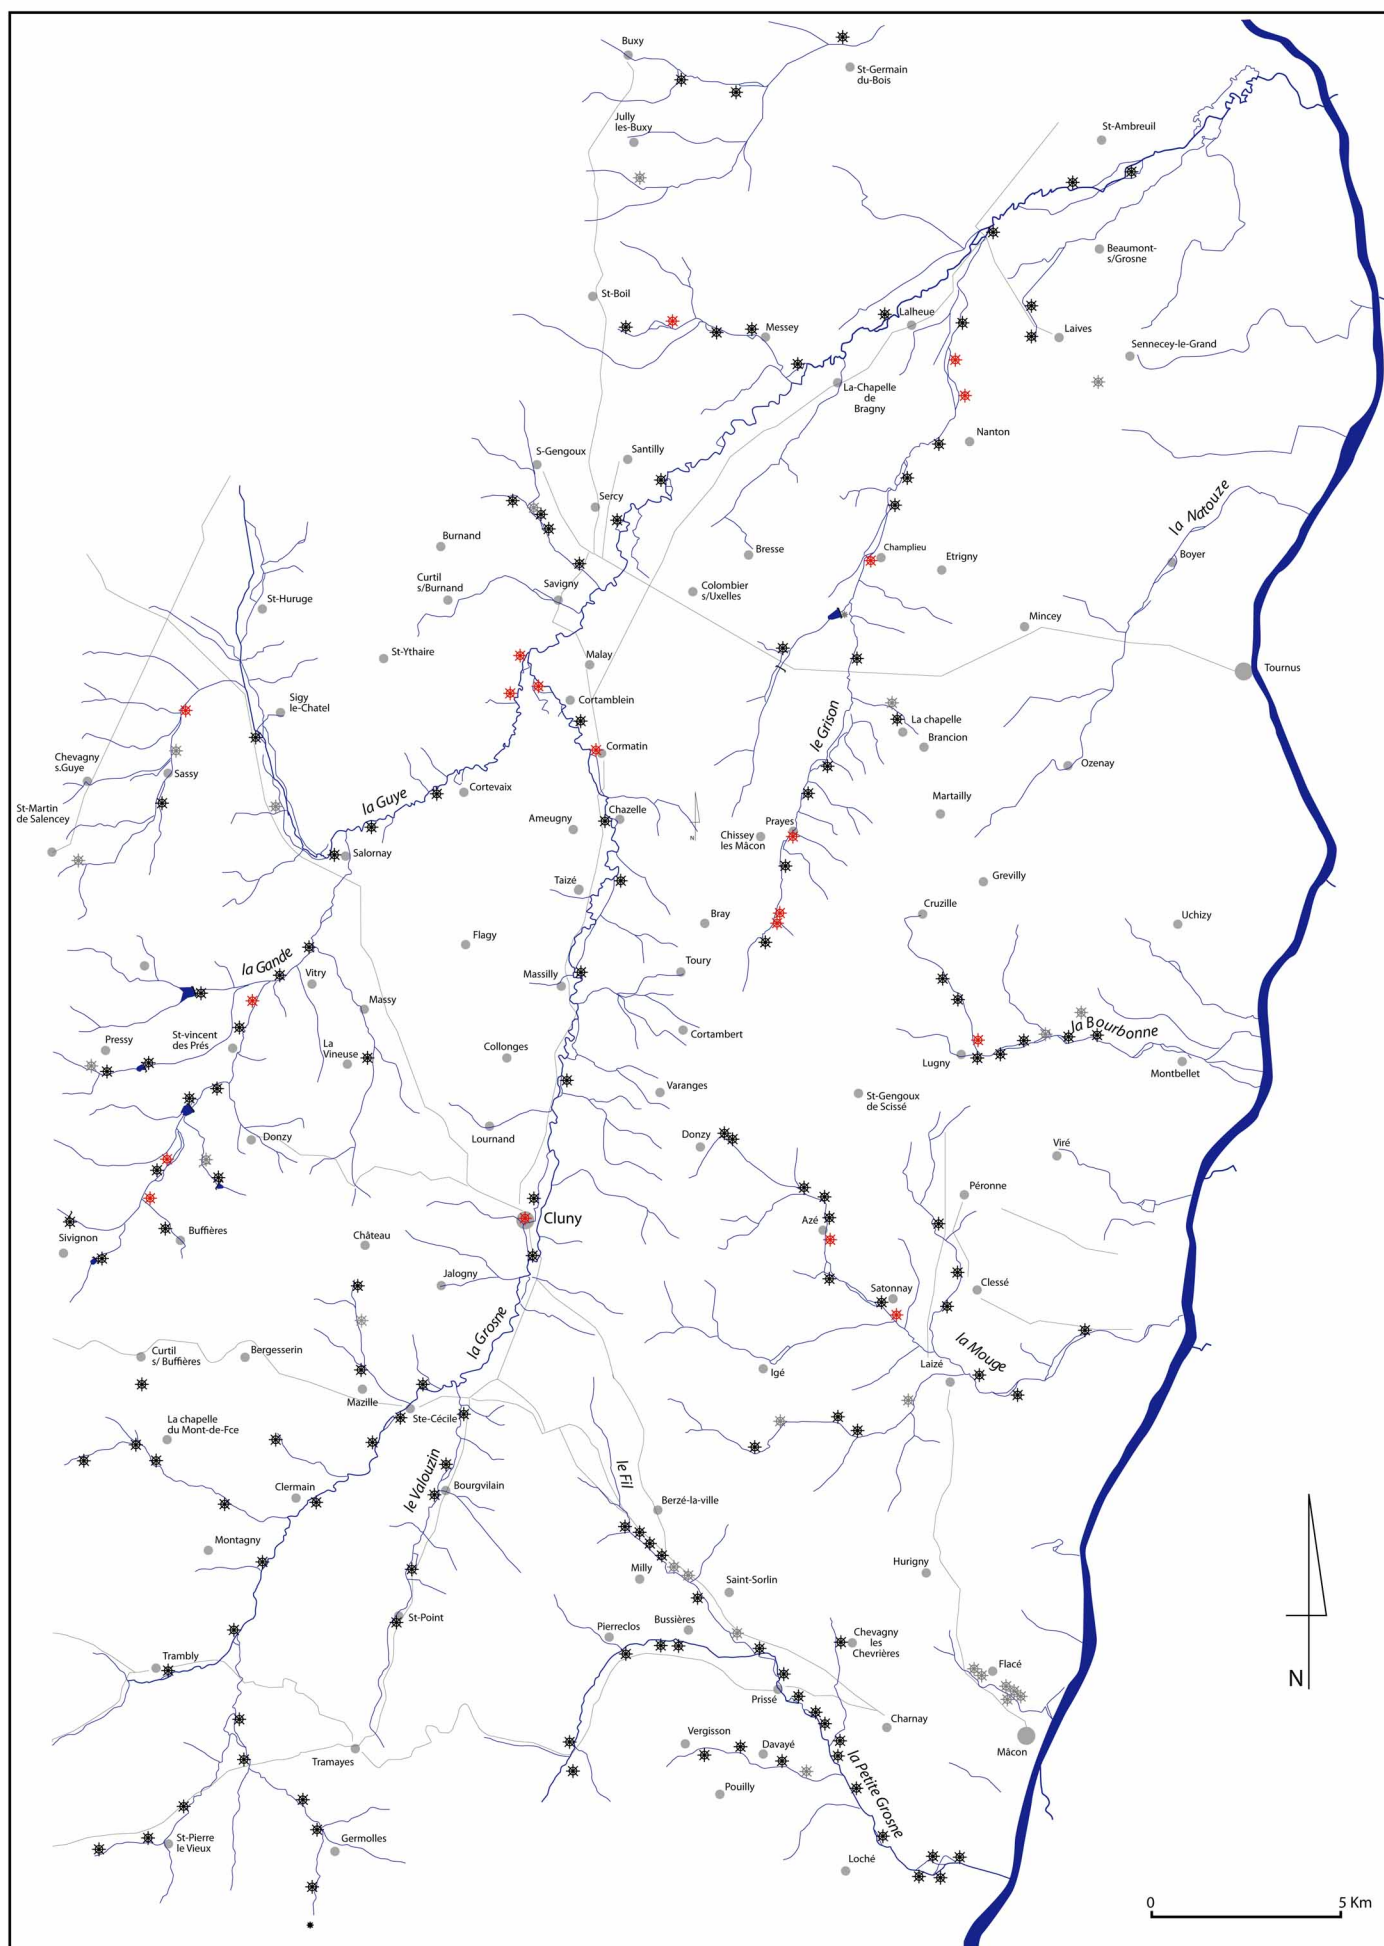 Buxy
St-Germain
du-Bois
Jully
les-Buxy
St-Ambreuil
Beaumont-
s/Grosne
St-Boil
Messey
Lalheue
Laives
Sennecey-le-Grand
La-Chapelle
de
Bragny
Nanton
S-Gengoux
Santilly
Sercy
la Natouze
Burnand
Bresse
Champlieu
Etrigny
Boyer
Curtil
s/Burnand
Savigny
Colombier
s/Uxelles
St-Huruge
Mincey
St-Ythaire
Malay
Tournus
Sigy
le-Chatel
Cortamblein
le Grison
La chapelle
Brancion
Chevagny
s.Guye
Sassy
Cormatin
Ozenay
St-Martin
de Salencey
la Guye
Cortevaix
Martailly
Ameugny
Chazelle
N
Chissey
les Mâcon
Prayes
Salornay
Taizé
Grevilly
Cruzille
Bray
Uchizy
Flagy
la Gande
Vitry
Massilly
Toury
Massy
Pressy
St-vincent
des Prés
La
Vineuse
Collonges
Cortambert
la Bourbonne
Lugny
Montbellet
Varanges
St-Gengoux
de Scissé
Donzy
Lournand
Donzy
Viré
Péronne
Sivignon
Buffières
Cluny
Azé
Château
Jalogny
Satonnay
Clessé
la Grosne
Curtil
s/ Buffières
Bergesserin
Igé
Laizé
la Mouge
Mazille
Ste-Cécile
La chapelle
du Mont-de-Fce
le Valouzin
le Fil
Clermain
Bourgvilain
Berzé-la-ville
Montagny
Milly
Saint-Sorlin
Hurigny
St-Point
Pierreclos
Bussières
Chevagny
les
Chevrières
Trambly
Flacé
N
Prissé
Charnay
Mâcon
Tramayes
Vergisson
Davayé
la Petite Grosne
Pouilly
St-Pierre
le Vieux
Germolles
Loché
0
5 Km